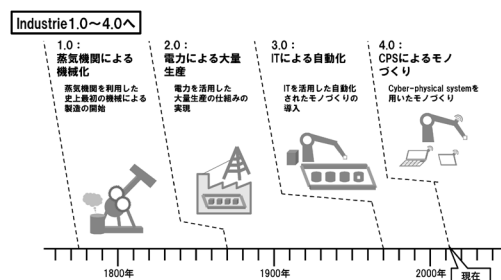 Industrie1.0～4.0へ
1.0：
蒸気機関による
機械化
蒸気機関を利用した
史上最初の機械による
製造の開始
2.0：
電力による大量
生産
電力を活用した
大量生産の仕組みの
実現
3.0：
ITによる自動化
ITを活用した自動化
されたモノづくりの
導入
4.0：
CPSによるモノ
づくり
Cyber-physical systemを
用いたモノづくり
1800年
1900年
2000年
現在